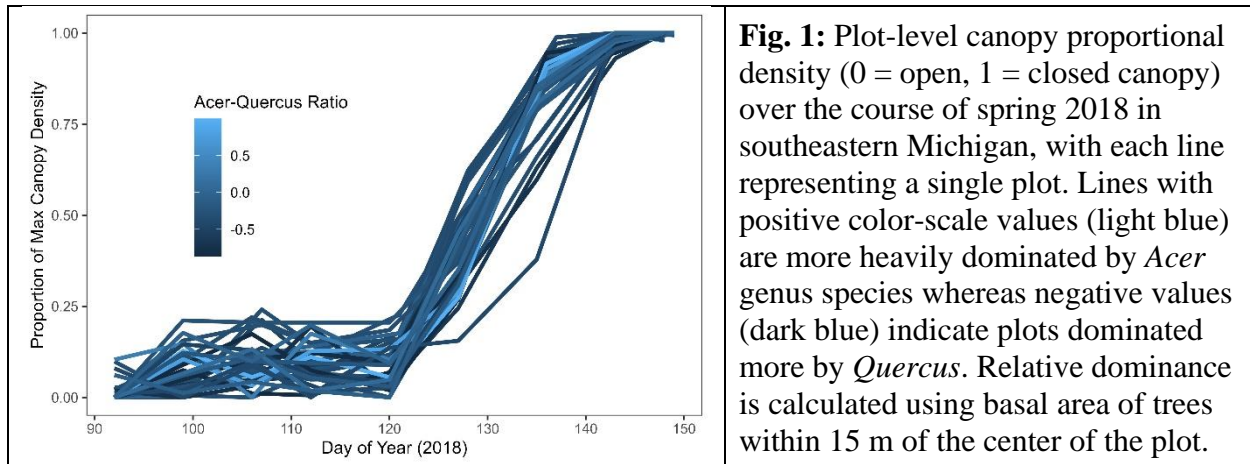 1.00
0.75
0.50
0.25
0.00
Proportion of Max Canopy Density
Acer-Quercus Ratio
0.5
0.0
-0.5
90
100
110
120
130
140
150
Day of Year (2018)
Fig. 1: Plot-level canopy proportional
density (0 = open, 1 = closed canopy)
over the course of spring 2018 in
southeastern Michigan, with each line
representing a single plot. Lines with
positive color-scale values (light blue)
are more heavily dominated by Acer
genus species whereas negative values
(dark blue) indicate plots dominated
more by Quercus. Relative dominance
is calculated using basal area of trees
within 15 m of the center of the plot.